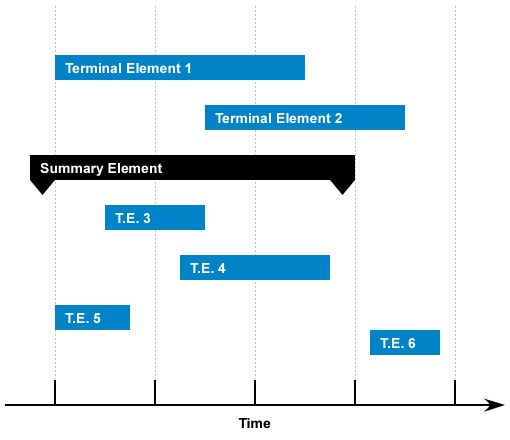 Terminal Element 1
Terminal Element 2
Summary Element
T.E. 3
T.E. 4
T.E. 5
T.E. 6
Time